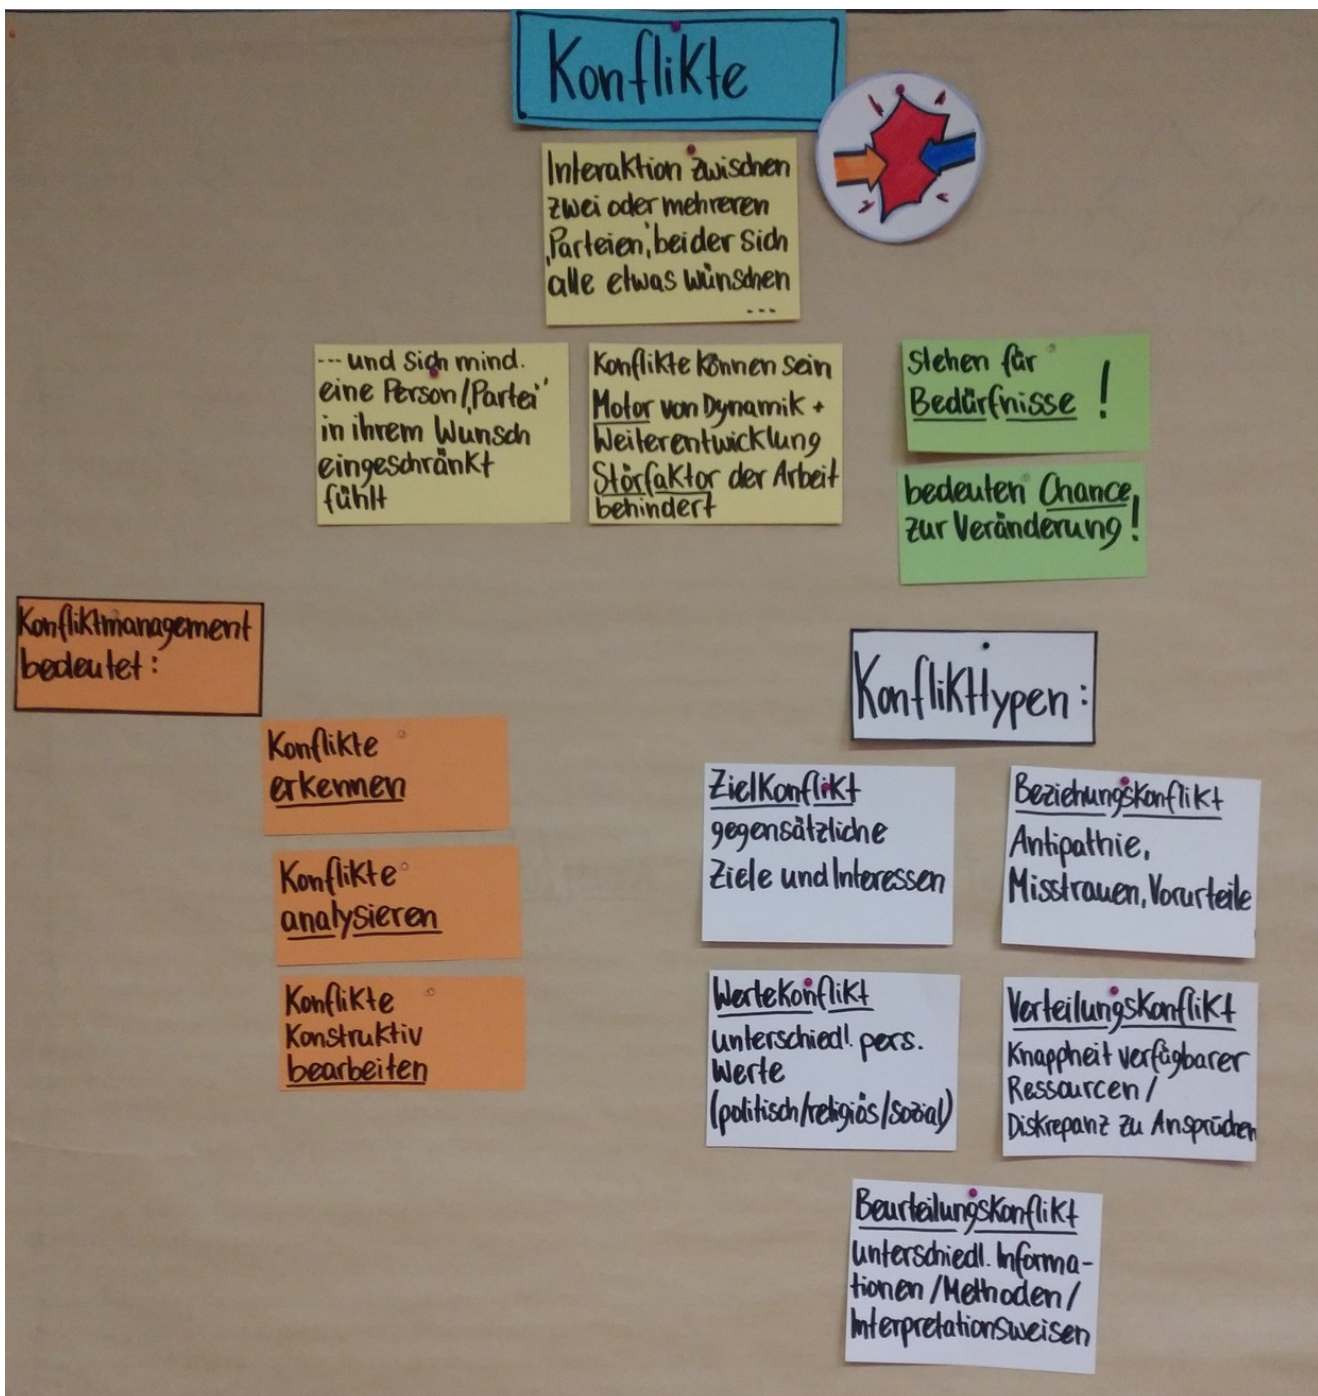 Konflikte
Interaktion zwischen
zwei oder mehreren
'Parteien', bei der sich
alle etwas wünschen
...
... und sich mind.
eine Person/'Partei'
in ihrem Wunsch
eingeschränkt
fühlt
Konflikte können sein
Motor von Dynamik +
Weiterentwicklung
Störfaktor der Arbeit
behindert
stehen für
Bedürfnisse !
bedeuten Chance
zur Veränderung !
Konfliktmanagement
bedeutet:
Konflikte
erkennen
Konflikte
analysieren
Konflikte
Konstruktiv
bearbeiten
Konflikttypen:
Zielkonflikt
gegensätzliche
Ziele und Interessen
Beziehungskonflikt
Antipathie,
Misstrauen, Vorurteile
Wertekonflikt
unterschiedl. pers.
Werte
(politisch/religiös/sozial)
Verteilungskonflikt
Knappheit verfügbarer
Ressourcen /
Diskrepanz zu Ansprüchen
Beurteilungskonflikt
unterschiedl. Informa-
tionen / Methoden /
Interpretationsweisen